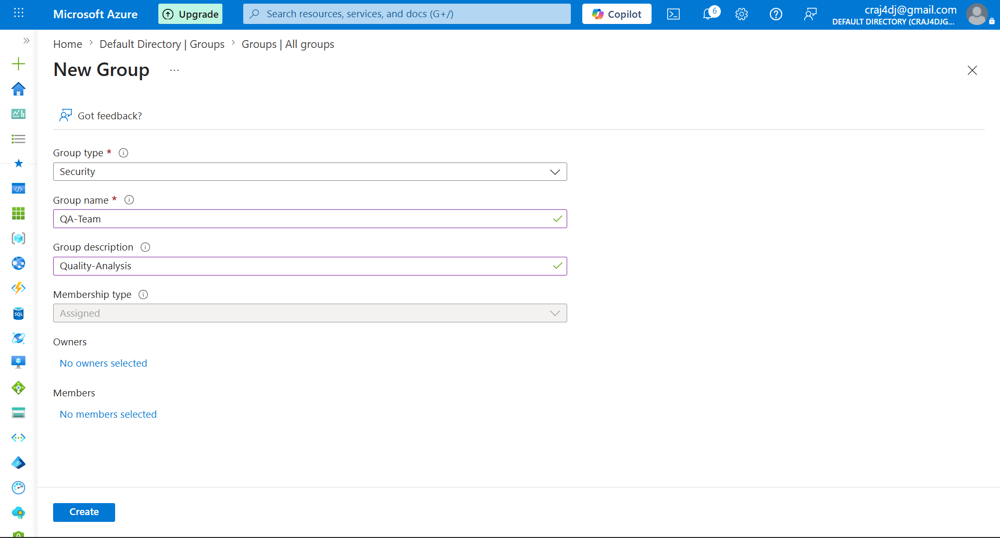 Microsoft Azure
Upgrade
Search resources, services, and docs (G+/)
Copilot
6
craj4dj@gmail.com
DEFAULT DIRECTORY (CRAJ4DJG...
Home > Default Directory | Groups > Groups | All groups
New Group ...
Got feedback?
Group type *
Security
Group name *
QA-Team
Group description
Quality-Analysis
Membership type
Assigned
Owners
No owners selected
Members
No members selected
SQL
Create